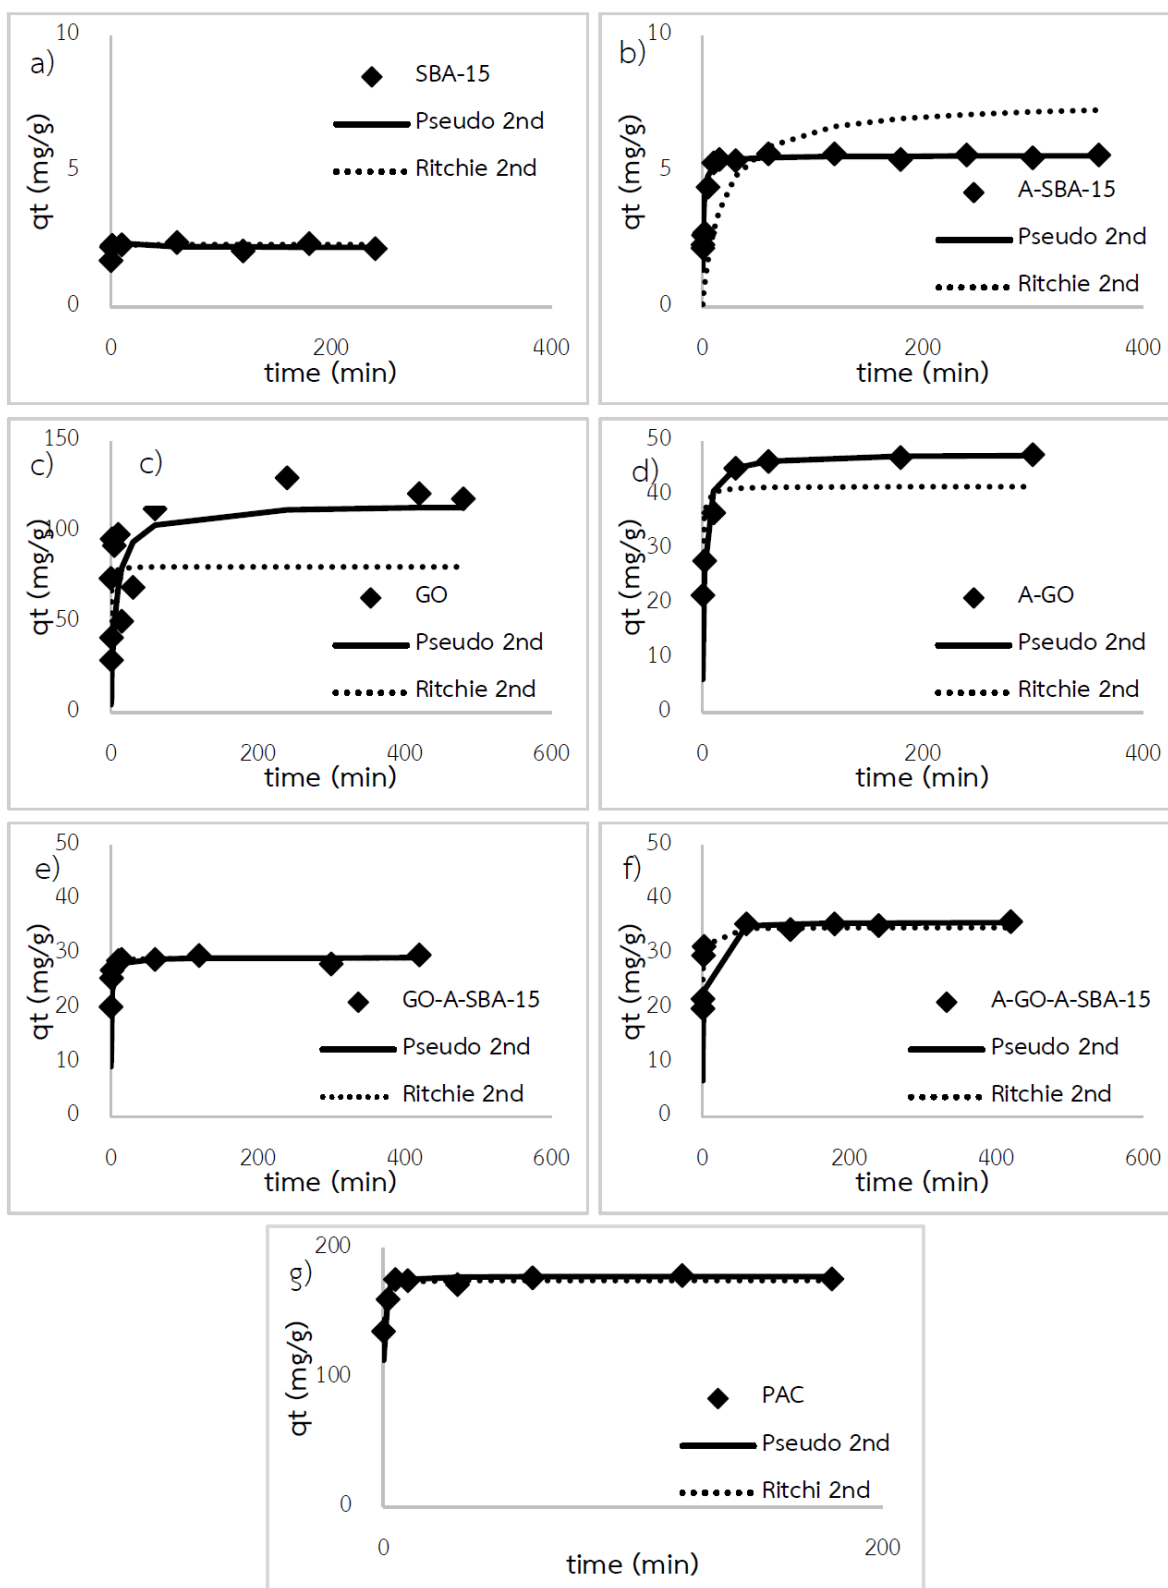 a)
10
5
0
0
200
400
qt (mg/g)
time (min)
SBA-15
Pseudo 2nd
Ritchie 2nd
b)
10
5
0
0
200
400
qt (mg/g)
time (min)
A-SBA-15
Pseudo 2nd
Ritchie 2nd
c)
c)
150
100
50
0
0
200
400
600
qt (mg/g)
time (min)
GO
Pseudo 2nd
Ritchie 2nd
d)
50
40
30
20
10
0
0
200
400
qt (mg/g)
time (min)
A-GO
Pseudo 2nd
Ritchie 2nd
e)
50
40
30
20
10
0
0
200
400
600
qt (mg/g)
time (min)
GO-A-SBA-15
Pseudo 2nd
Ritchie 2nd
f)
50
40
30
20
10
0
0
200
400
600
qt (mg/g)
time (min)
A-GO-A-SBA-15
Pseudo 2nd
Ritchie 2nd
g)
200
100
0
0
200
qt (mg/g)
time (min)
PAC
Pseudo 2nd
Ritchi 2nd